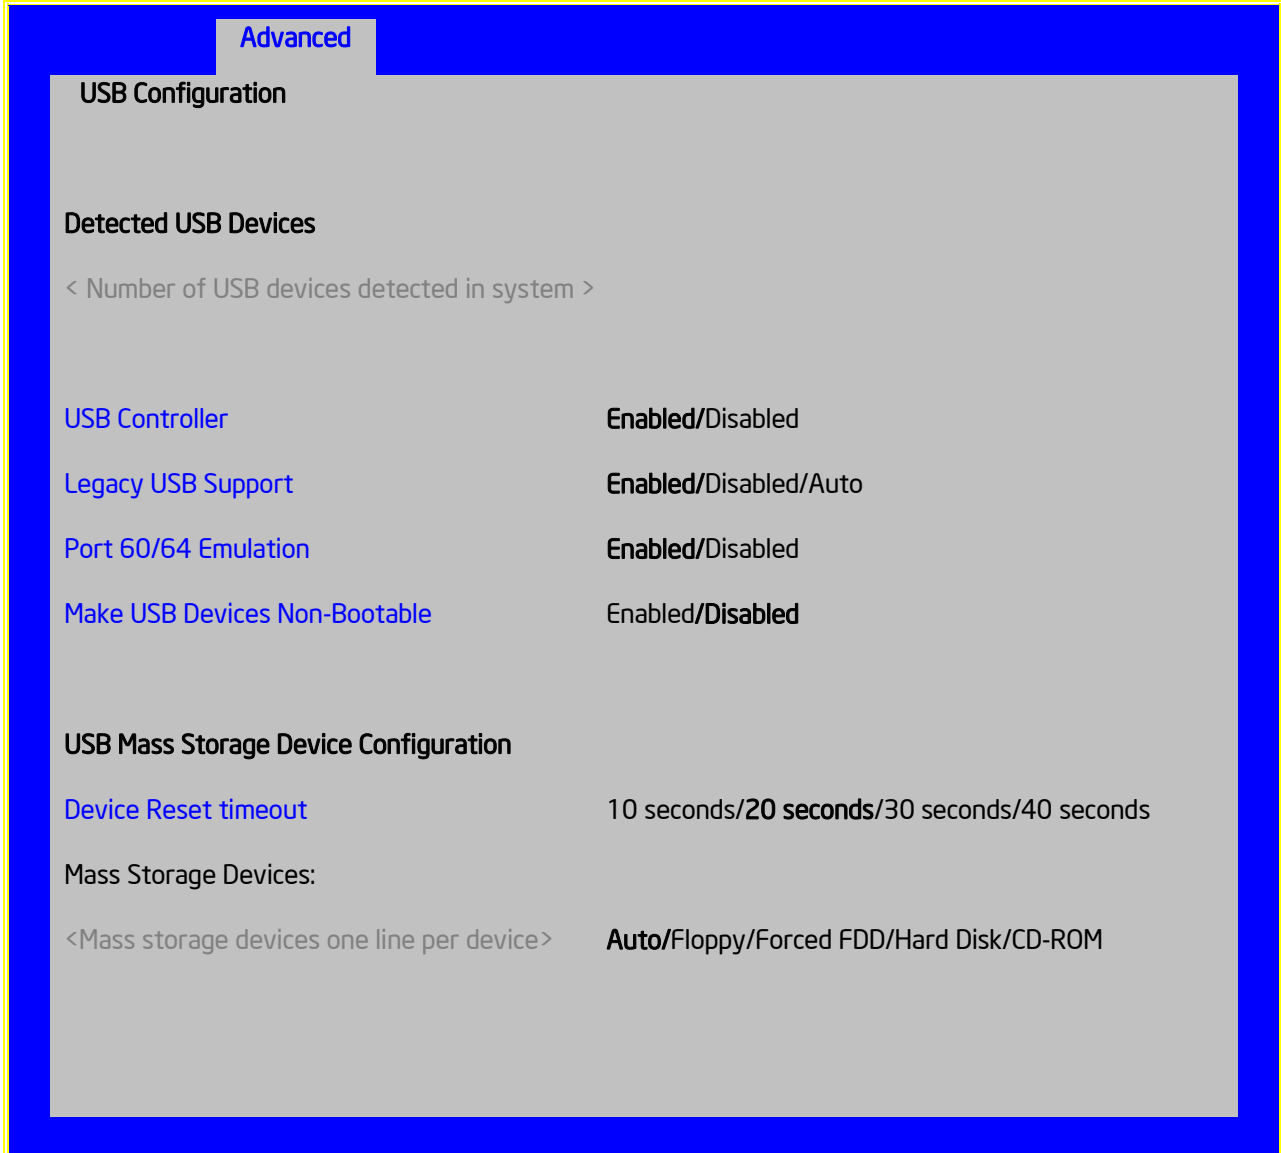 Advanced
USB Configuration
Detected USB Devices
< Number of USB devices detected in system >
USB Controller Enabled/Disabled
Legacy USB Support Enabled/Disabled/Auto
Port 60/64 Emulation Enabled/Disabled
Make USB Devices Non-Bootable Enabled/Disabled
USB Mass Storage Device Configuration
Device Reset timeout 10 seconds/20 seconds/30 seconds/40 seconds
Mass Storage Devices:
<Mass storage devices one line per device> Auto/Floppy/Forced FDD/Hard Disk/CD-ROM